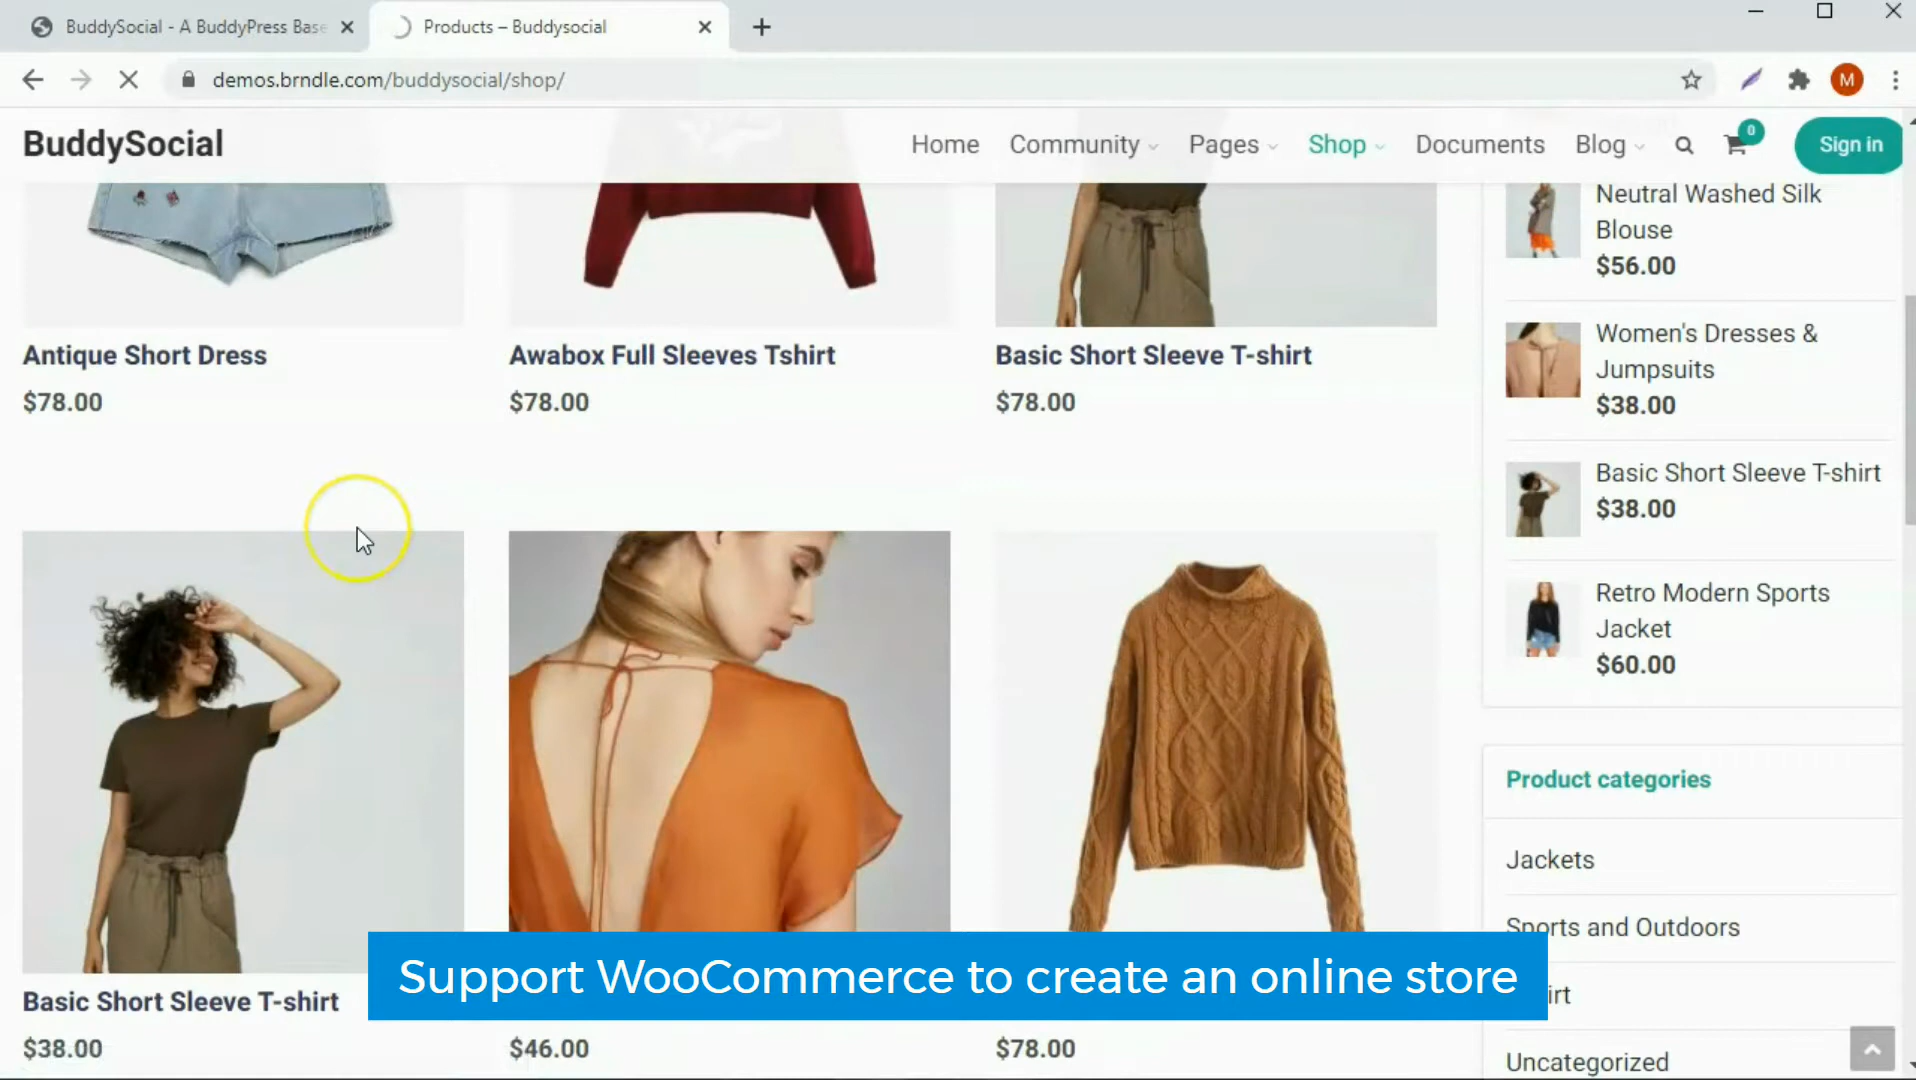 BuddySocial - A BuddyPress Base
Products – Buddysocial
demos.brndle.com/buddysocial/shop/
M
BuddySocial
Home
Community
Pages
Shop
Documents
Blog
0
Sign in
Antique Short Dress
$78.00
Awabox Full Sleeves Tshirt
$78.00
Basic Short Sleeve T-shirt
$78.00
Basic Short Sleeve T-shirt
$38.00
$46.00
$78.00
Neutral Washed Silk
Blouse
$56.00
Women's Dresses &
Jumpsuits
$38.00
Basic Short Sleeve T-shirt
$38.00
Retro Modern Sports
Jacket
$60.00
Product categories
Jackets
Sports and Outdoors
irt
Uncategorized
Support WooCommerce to create an online store